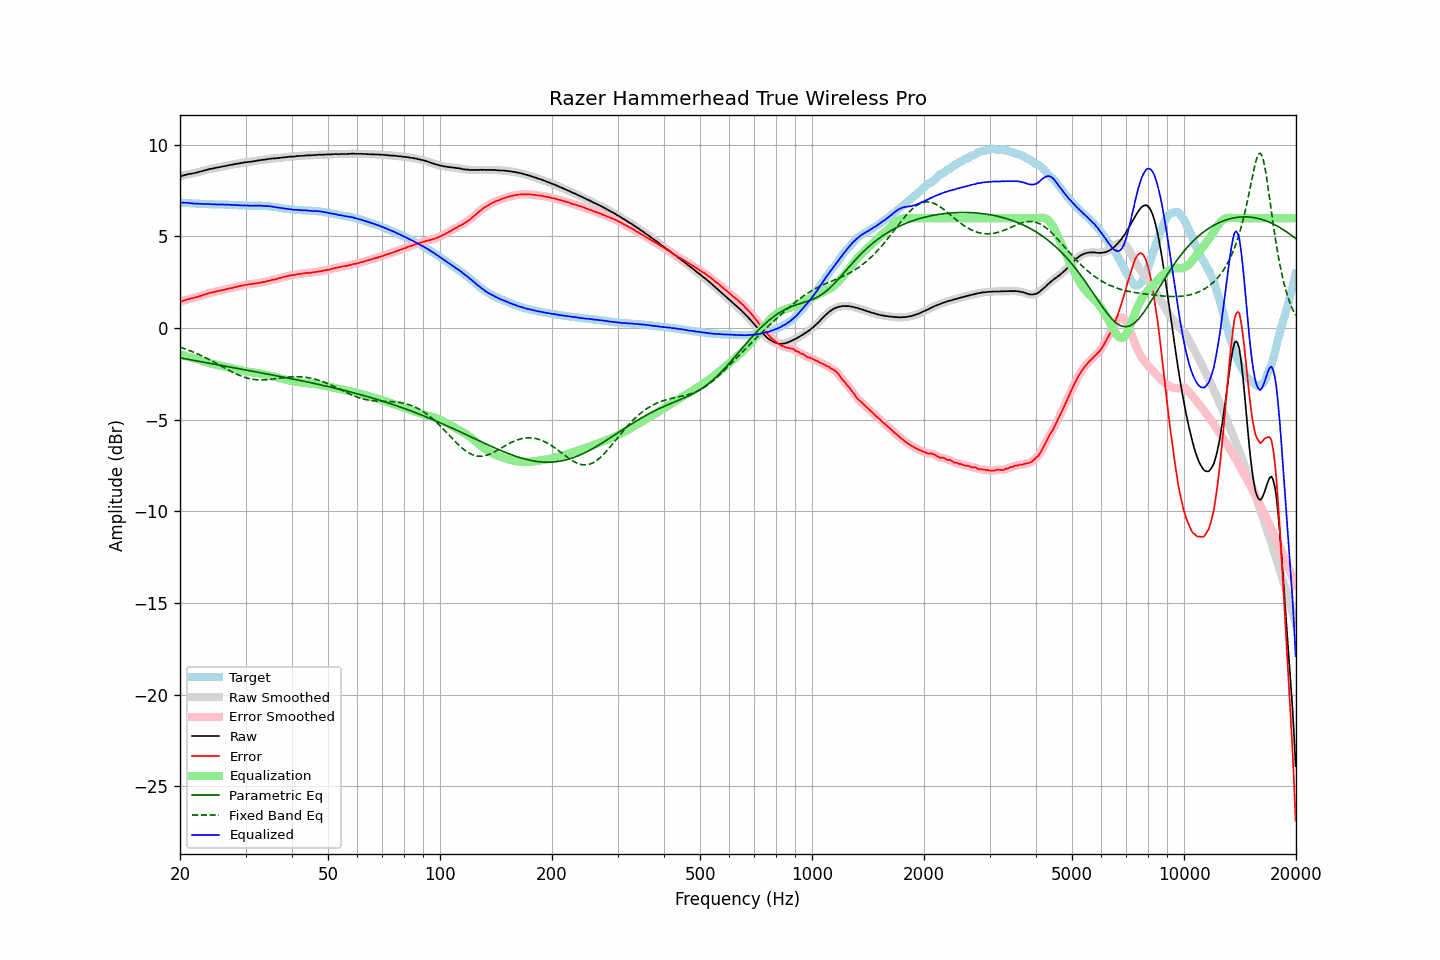 Razer Hammerhead True Wireless Pro
Amplitude (dBr)
10
5
0
−5
−10
−15
−20
−25
Target
Raw Smoothed
Error Smoothed
Raw
Error
Equalization
Parametric Eq
Fixed Band Eq
Equalized
20 50 100 200 500 1000 2000 5000 10000 20000
Frequency (Hz)